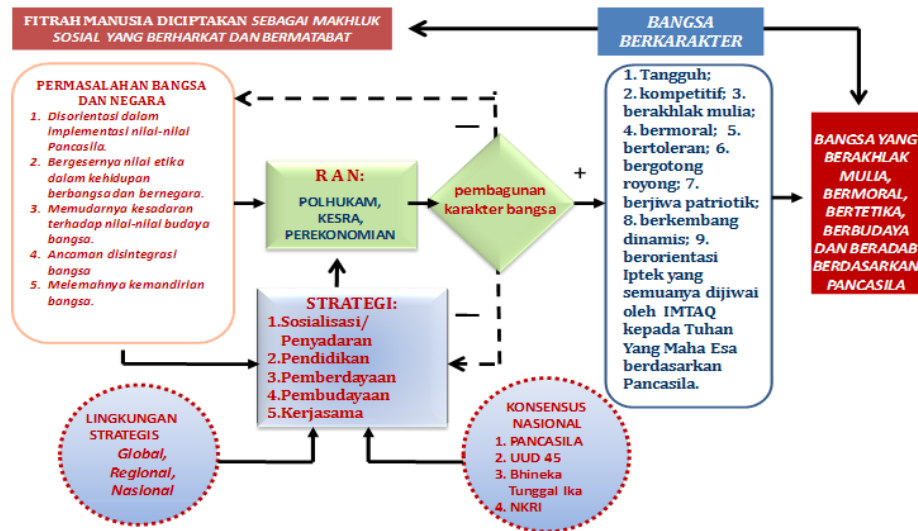 FITRAH MANUSIA DICIPTAKAN SEBAGAI MAKHLUK
SOSIAL YANG BERHARKAT DAN BERMATABAT
BANGSA
BERKARAKTER
PERMASALAHAN BANGSA
DAN NEGARA
1. Disorientasi dalam
implementasi nilai-nilai
Pancasila.
2. Bergesernya nilai etika
dalam kehidupan
berbangsa dan bernegara.
3. Memudarnya kesadaran
terhadap nilai-nilai budaya
bangsa.
4. Ancaman disintegrasi
bangsa
5. Melemahnya kemandirian
bangsa.
R A N:
POLHUKAM,
KESRA,
PEREKONOMIAN
—
pembagunan
karakter bangsa
+
—
1. Tangguh;
2. kompetitif; 3.
berakhlak mulia;
4. bermoral; 5.
bertoleran; 6.
bergotong
royong; 7.
berjiwa patriotik;
8. berkembang
dinamis; 9.
berorientasi
Iptek yang
semuanya dijiwai
oleh IMTAQ
kepada Tuhan
Yang Maha Esa
berdasarkan
Pancasila.
BANGSA YANG
BERAKHLAK
MULIA,
BERMORAL,
BERTETIKA,
BERBUDAYA
DAN BERADAB
BERDASARKAN
PANCASILA
STRATEGI:
1.Sosialisasi/
Penyadaran
2.Pendidikan
3.Pemberdayaan
4.Pembudayaan
5.Kerjasama
LINGKUNGAN
STRATEGIS
Global,
Regional,
Nasional
KONSENSUS
NASIONAL
1. PANCASILA
2. UUD 45
3. Bhineka
Tunggal Ika
4. NKRI